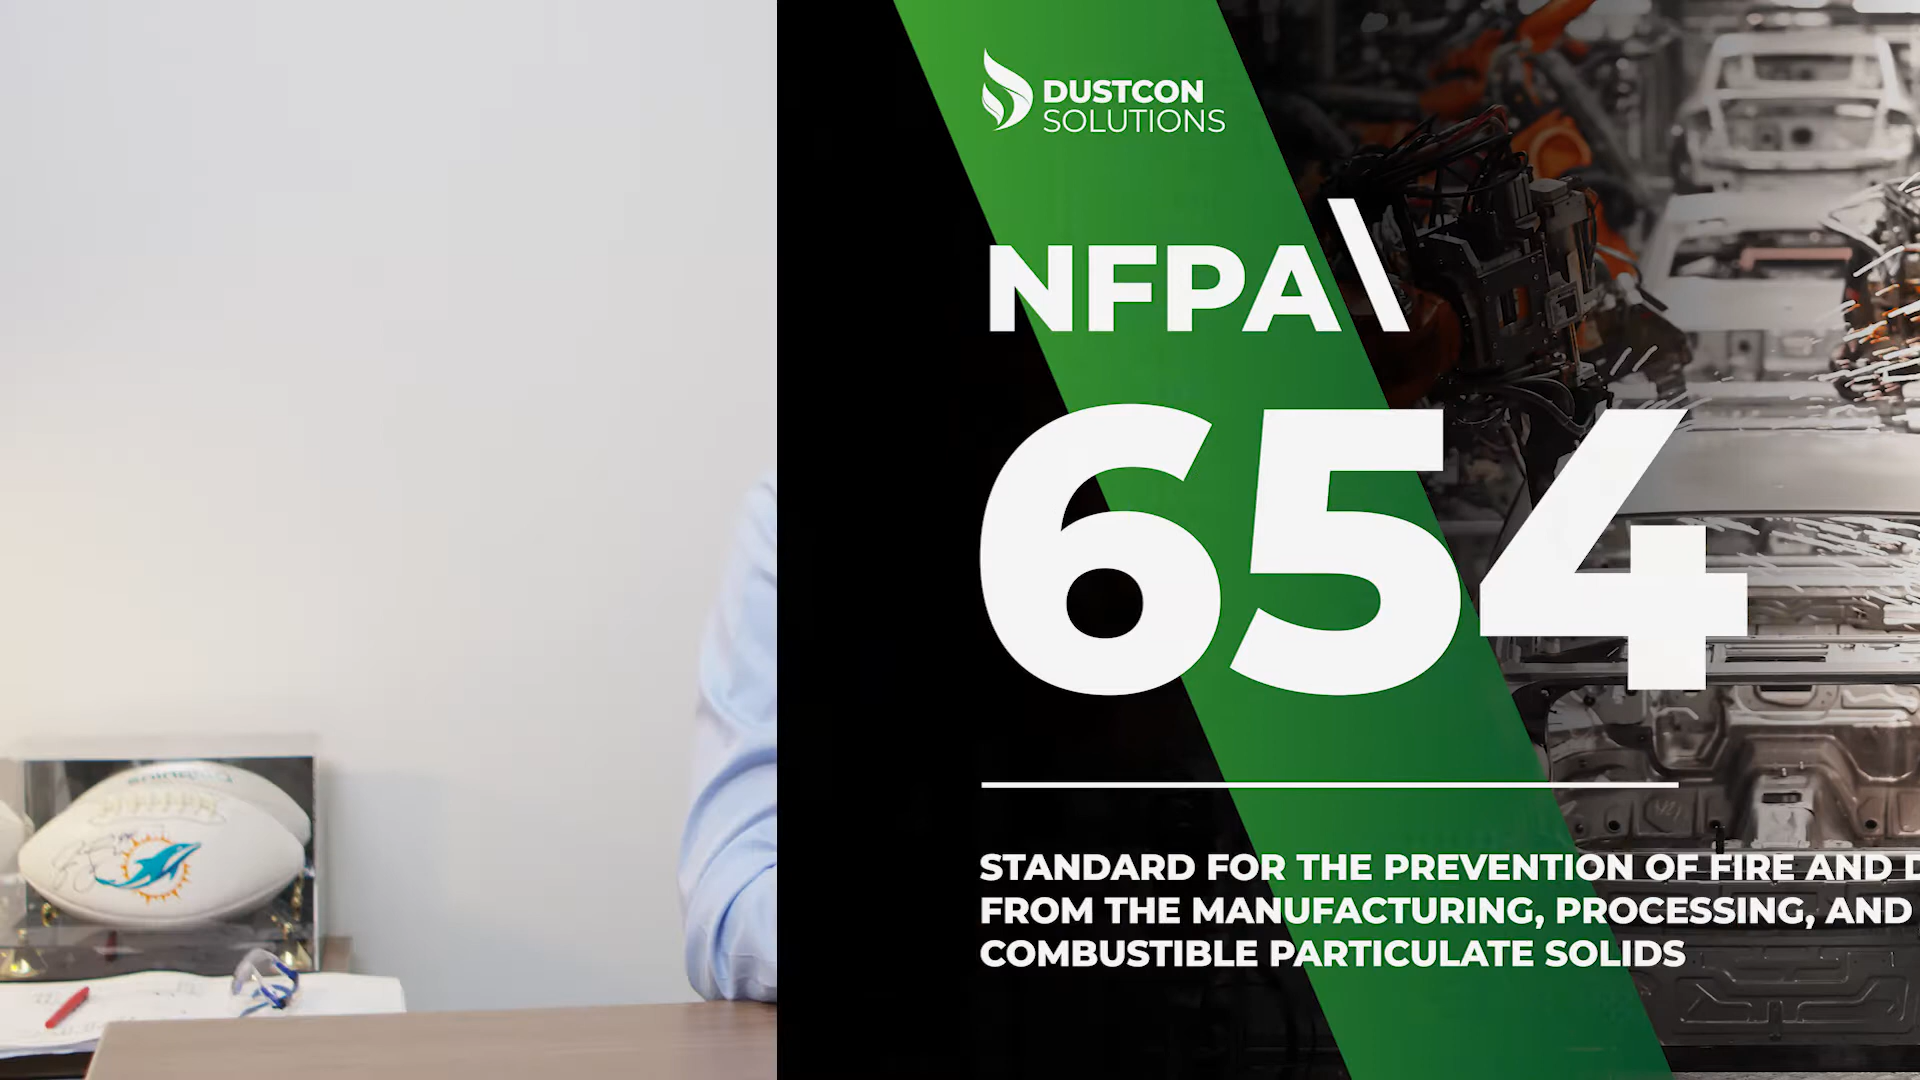 DUSTCON
SOLUTIONS
NFPA\
654
STANDARD FOR THE PREVENTION OF FIRE AND D
FROM THE MANUFACTURING, PROCESSING, AND
COMBUSTIBLE PARTICULATE SOLIDS